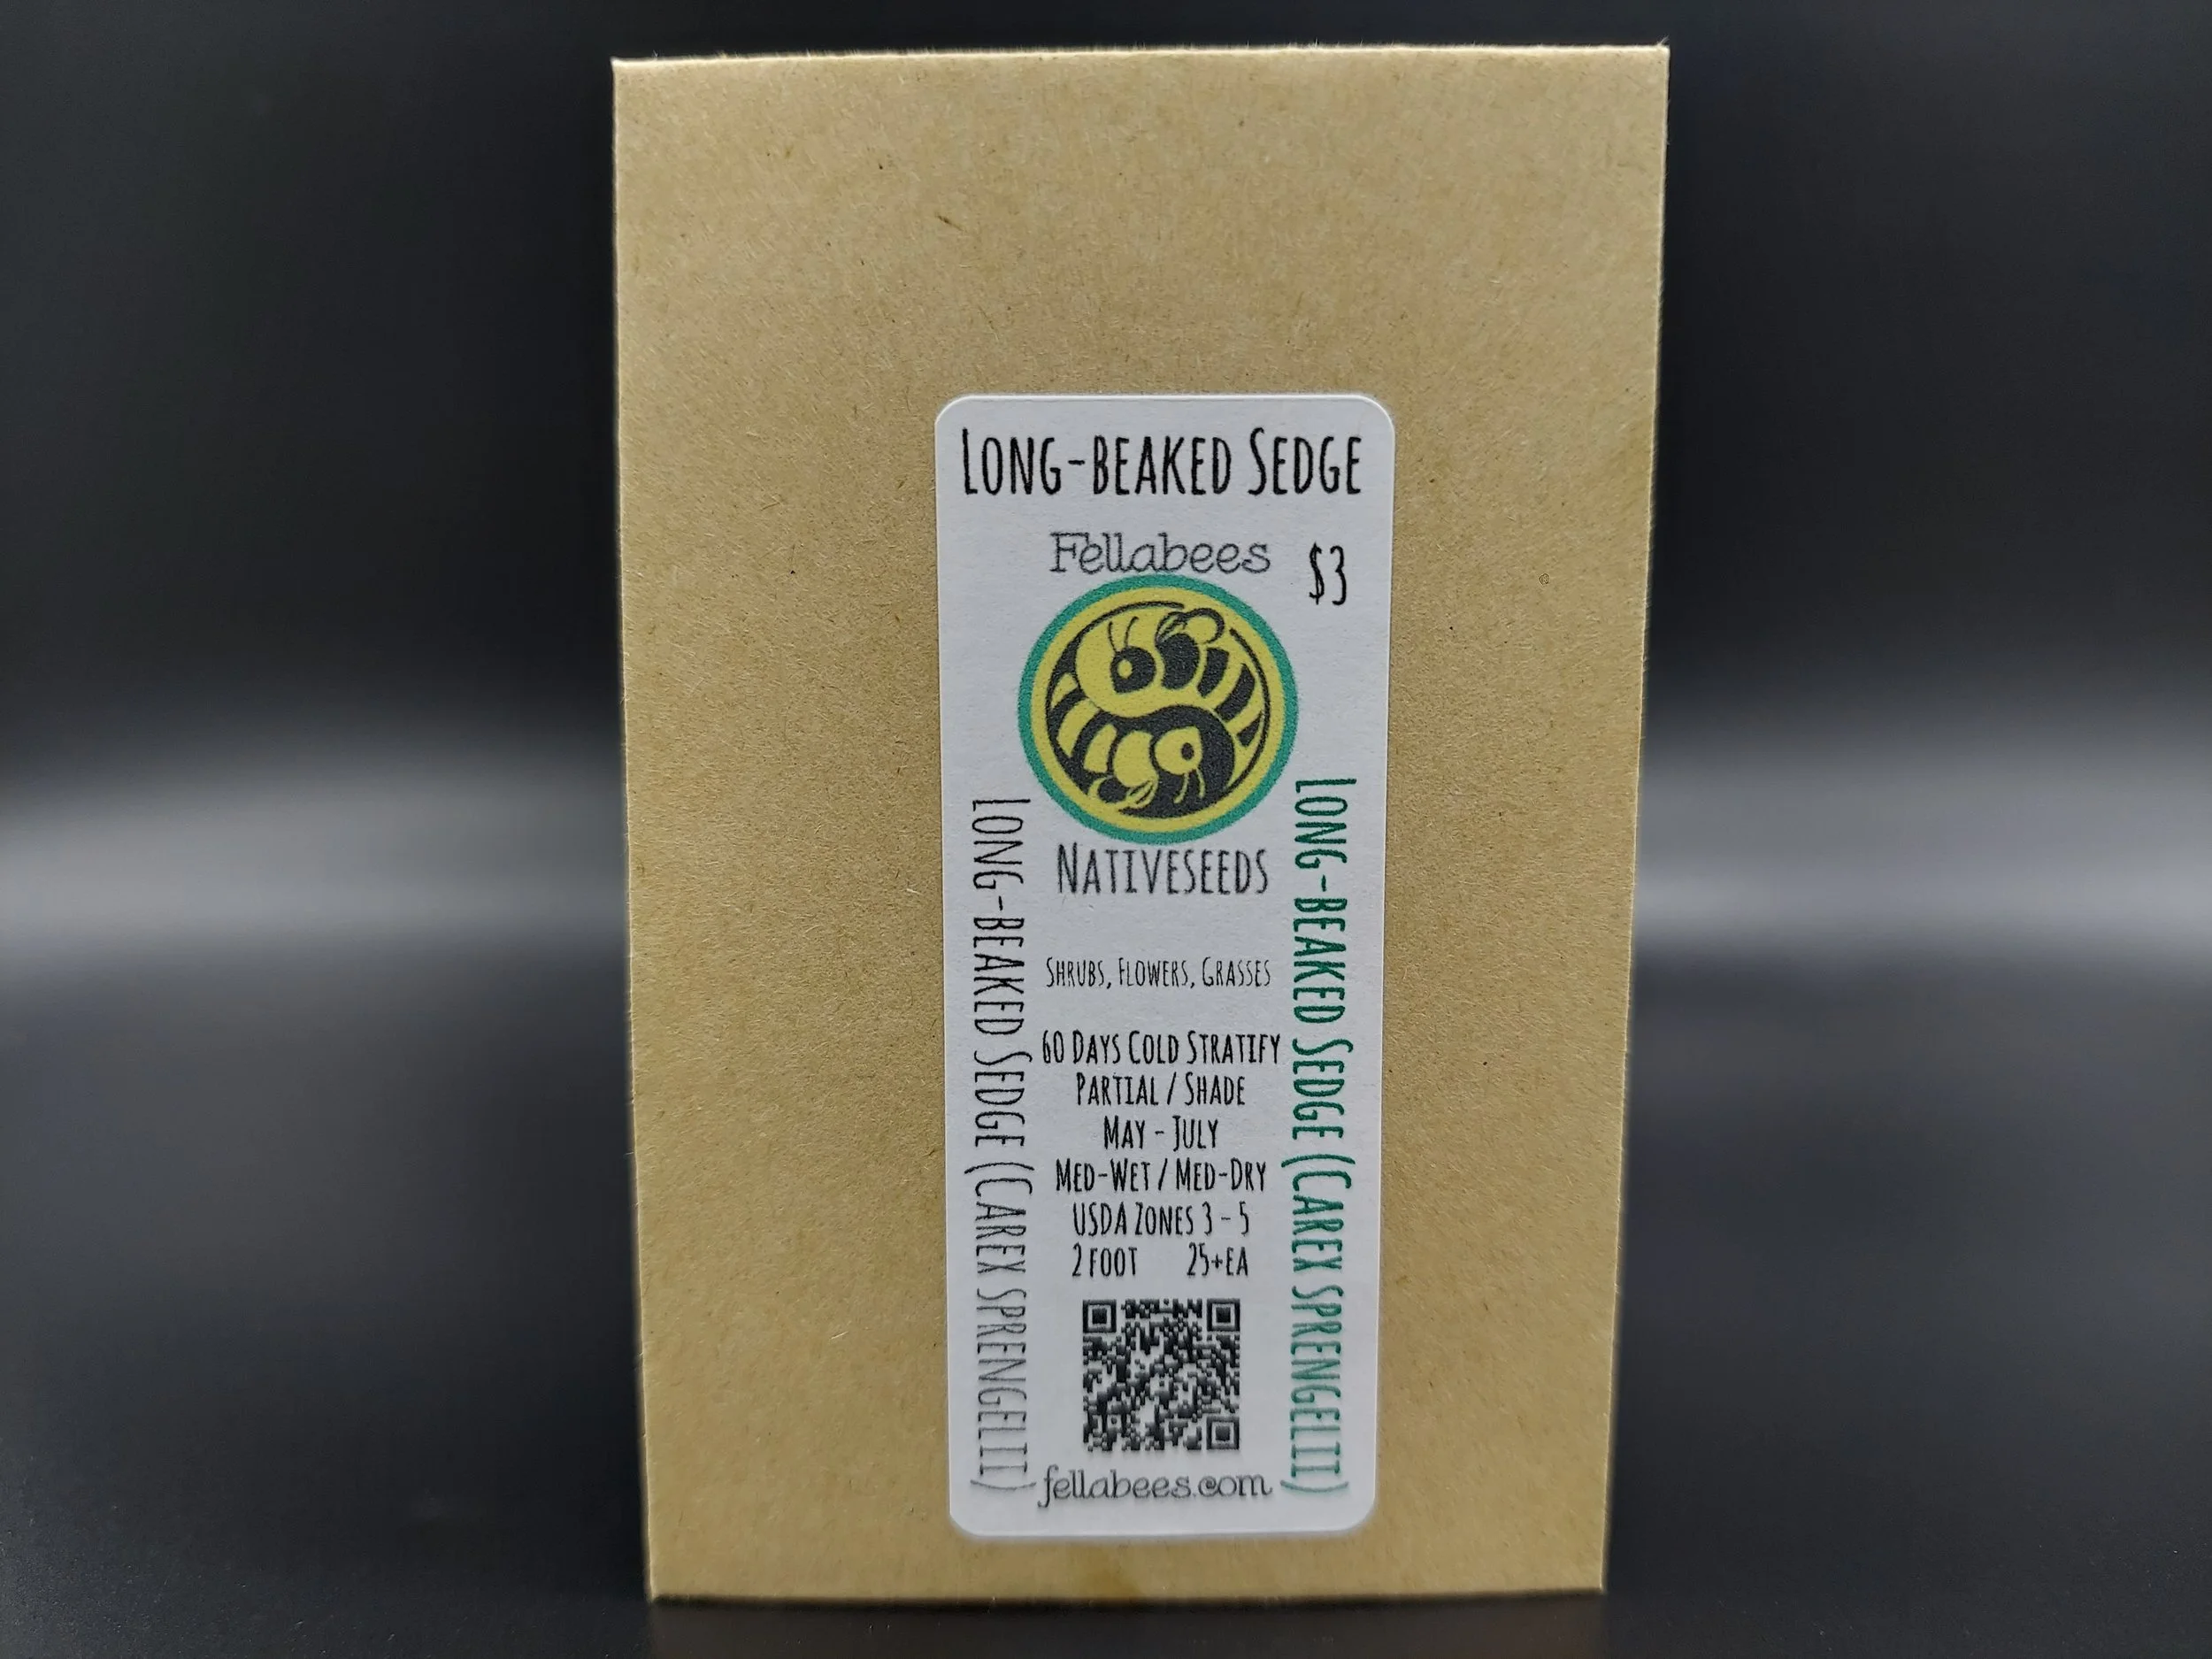 Long-beaked Sedge
Fellabees
$3
Nativeseeds
Shrubs, Flowers, Grasses
60 Days Cold Stratify
Partial / Shade
May - July
Med-Wet / Med-Dry
USDA Zones 3 - 5
2 foot 25+ea
fellabees.com
Long-beaked Sedge (Carex sprengelii)
Long-beaked Sedge (Carex sprengelii)